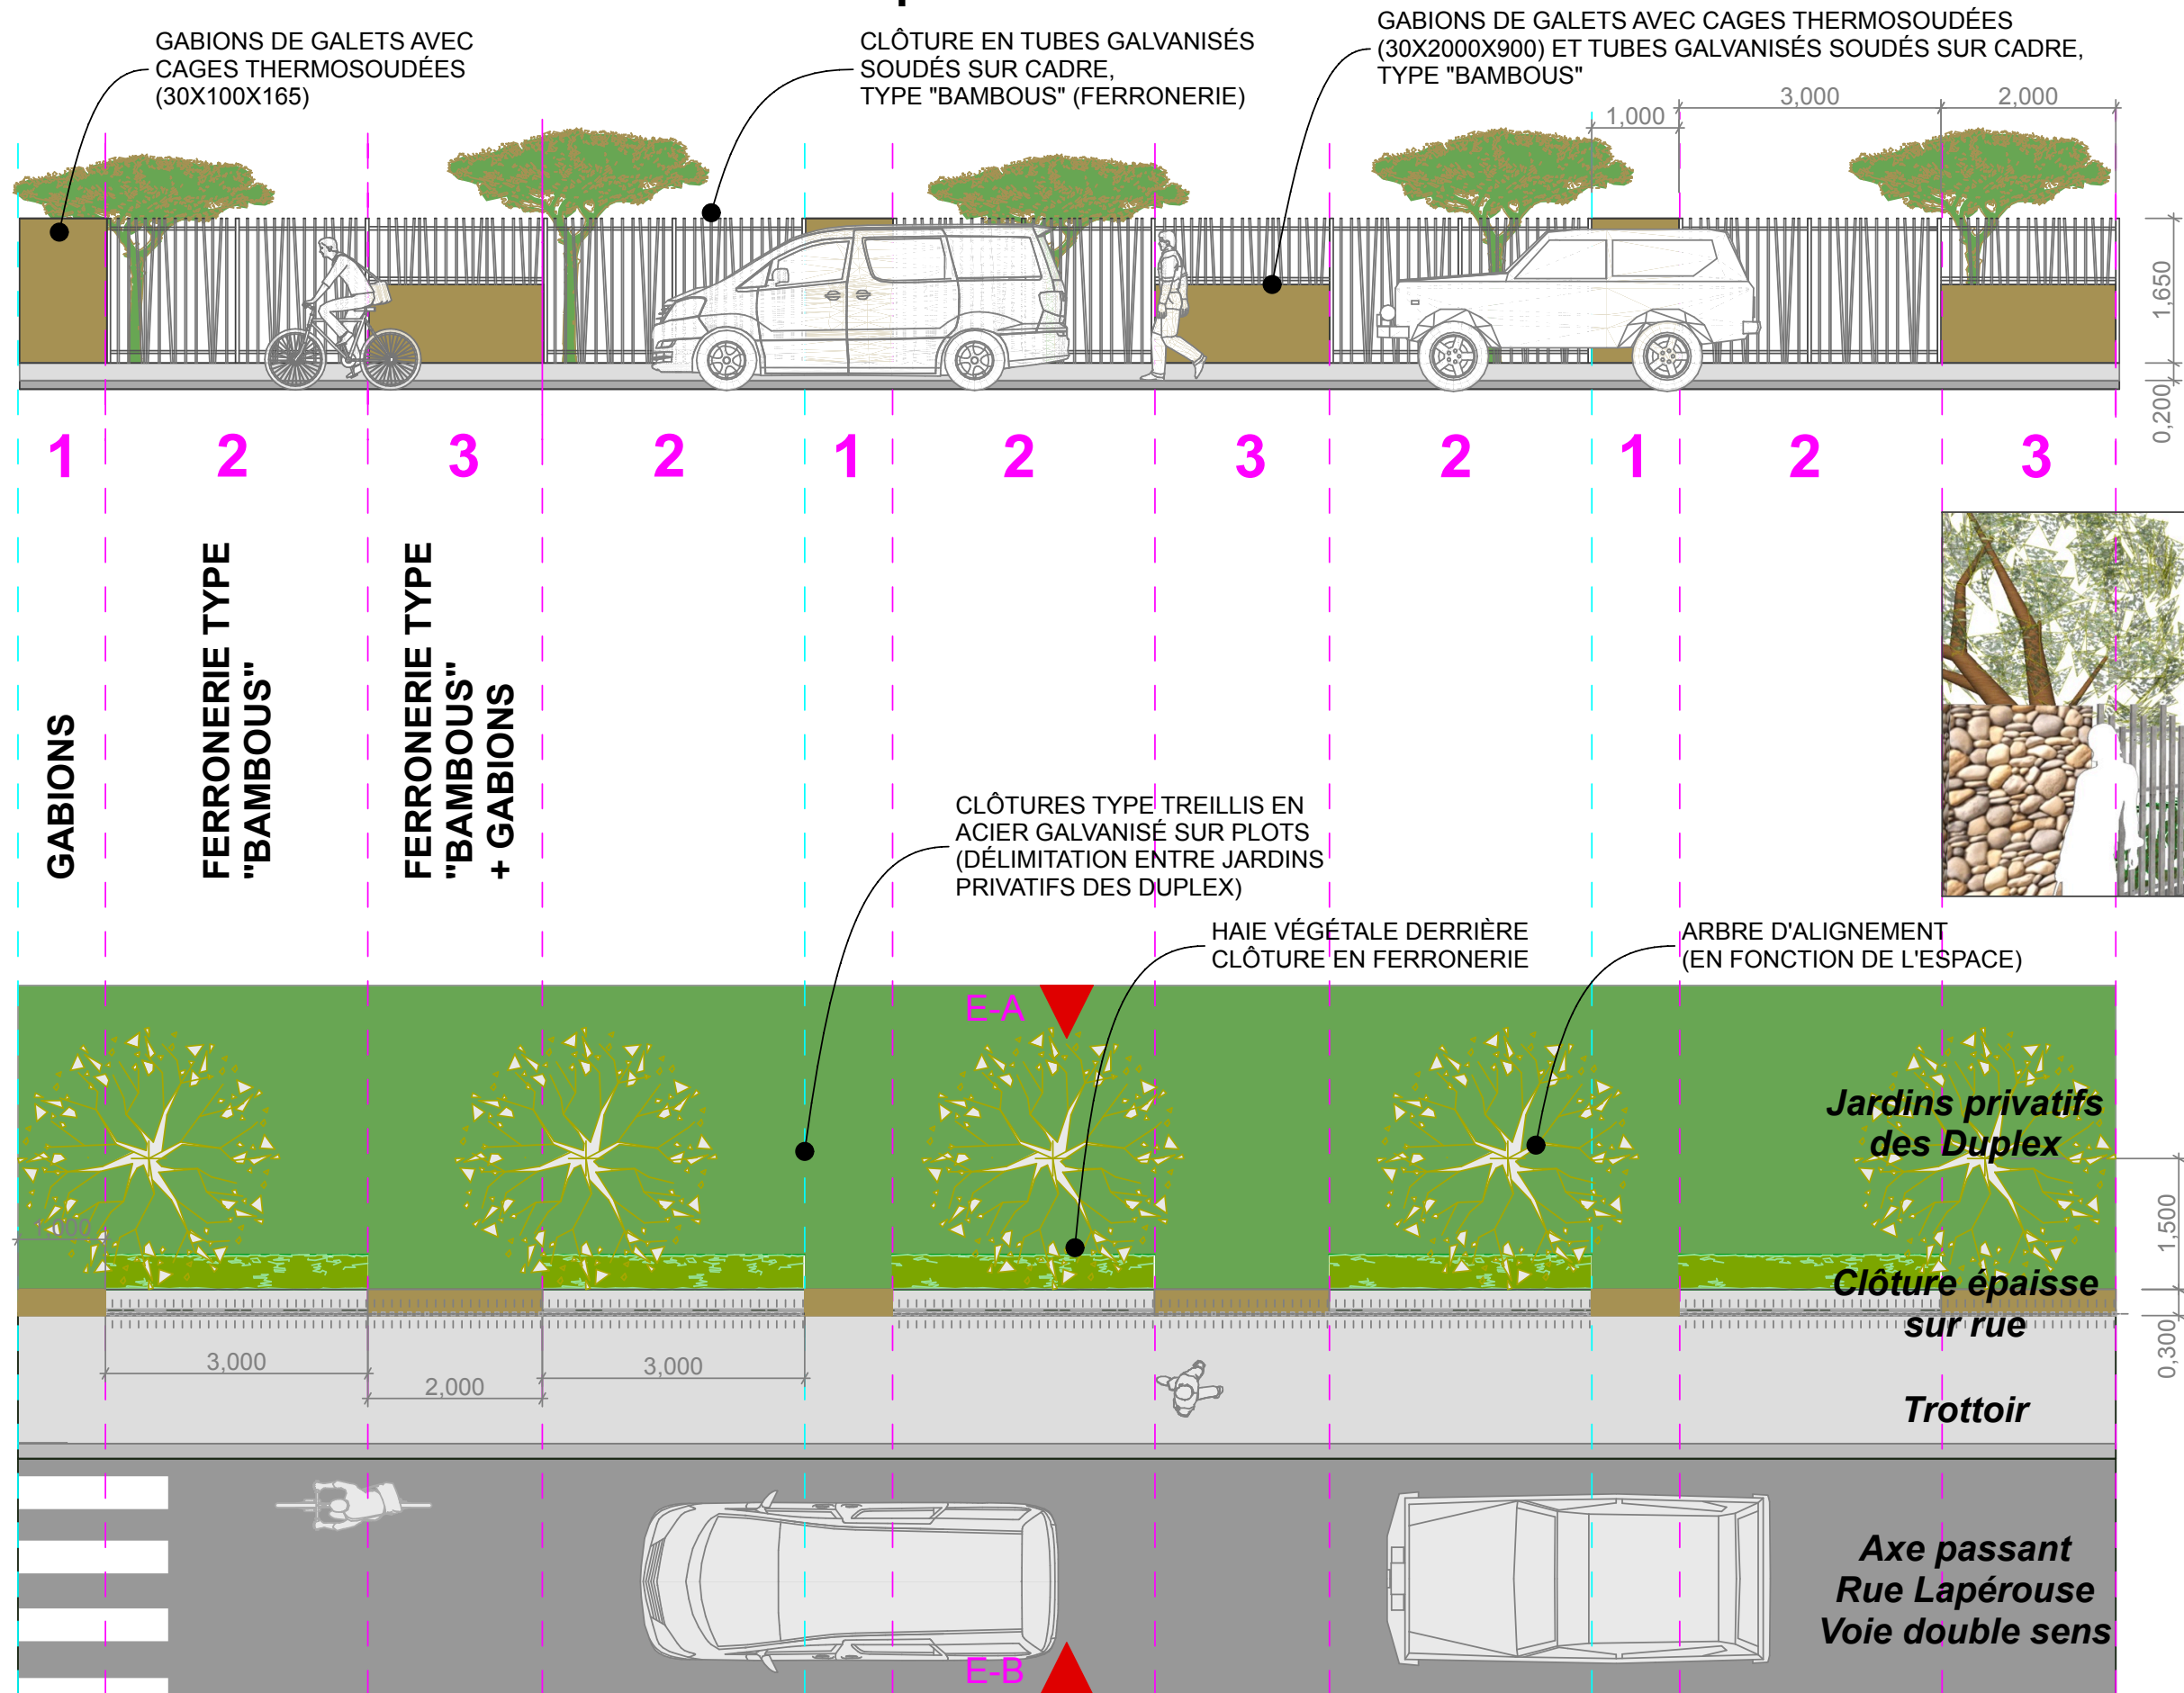 GABIONS DE GALETS AVEC
CAGES THERMOSOUDÉES
(30X100X165)
CLÔTURE EN TUBES GALVANISÉS
SOUDÉS SUR CADRE,
TYPE "BAMBOUS" (FERRONERIE)
GABIONS DE GALETS AVEC CAGES THERMOSOUDÉES
(30X2000X900) ET TUBES GALVANISÉS SOUDÉS SUR CADRE,
TYPE "BAMBOUS"
1,000
3,000
2,000
1,650
0,200
1 2 3 2 1 2 3 2 1 2 3
GABIONS
FERRONERIE TYPE
"BAMBOUS"
FERRONERIE TYPE
"BAMBOUS"
+ GABIONS
CLÔTURES TYPE TREILLIS EN
ACIER GALVANISÉ SUR PLOTS
(DÉLIMITATION ENTRE JARDINS
PRIVATIFS DES DUPLEX)
HAIE VÉGÉTALE DERRIÈRE
CLÔTURE EN FERRONERIE
ARBRE D'ALIGNEMENT
(EN FONCTION DE L'ESPACE)
E-A
Jardins privatifs
des Duplex
1,000
1,500
Clôture épaisse
sur rue
0,300
3,000
2,000
3,000
Trottoir
Axe passant
Rue Lapérouse
Voie double sens
E-B